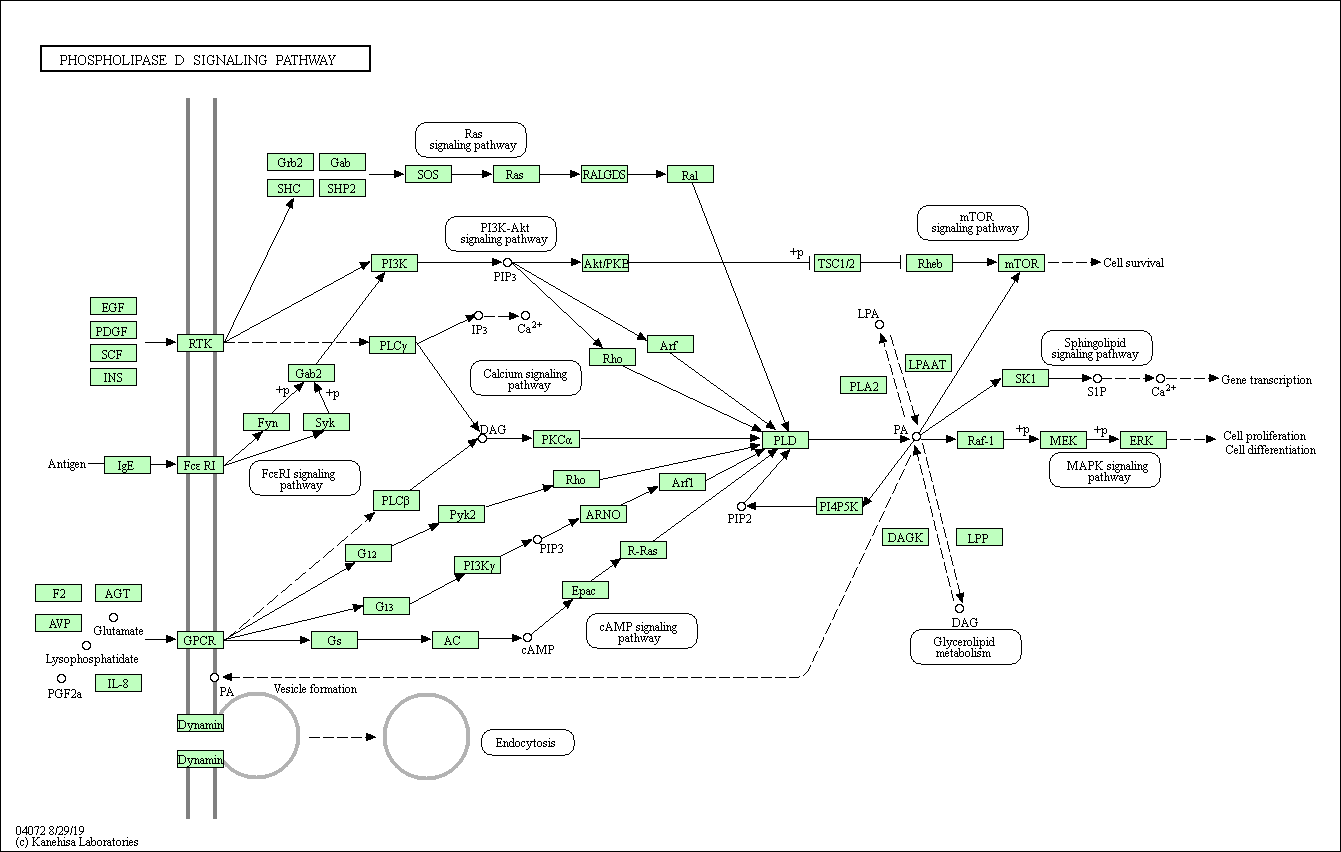 PHOSPHOLIPASE D SIGNALING PATHWAY
Ras
signaling pathway
Grb2
Gab
SHC
SHP2
SOS
Ras
RALGDS
Ral
PI3K-Akt
signaling pathway
mTOR
signaling pathway
PI3K
PIP3
Akt/PKB
+p
TSC1/2
Rheb
mTOR
Cell survival
EGF
PDGF
SCF
INS
RTK
PLCγ
IP3
Ca2+
Rho
Arf
LPA
LPAAT
PLA2
Sphingolipid
signaling pathway
SK1
S1P
Ca2+
Gene transcription
Gab2
+p
+p
Calcium signaling
pathway
Fyn
Syk
DAG
PKCα
PLD
PA
Raf-1
+p
MEK
+p
ERK
Cell proliferation
Cell differentiation
Antigen
IgE
FcεRI
FcεRI signaling
pathway
MAPK signaling
pathway
PLCβ
Pyk2
Rho
Arf1
ARNO
PIP2
PI4P5K
G12
PI3Kγ
PIP3
R-Ras
DAGK
LPP
F2
AGT
AVP
Glutamate
Lysophosphatidate
PGF2a
IL-8
GPCR
G13
Gs
AC
cAMP
Epac
cAMP signaling
pathway
DAG
Glycerolipid
metabolism
PA
Vesicle formation
Dynamin
Dynamin
Endocytosis
04072 8/29/19
(c) Kanehisa Laboratories